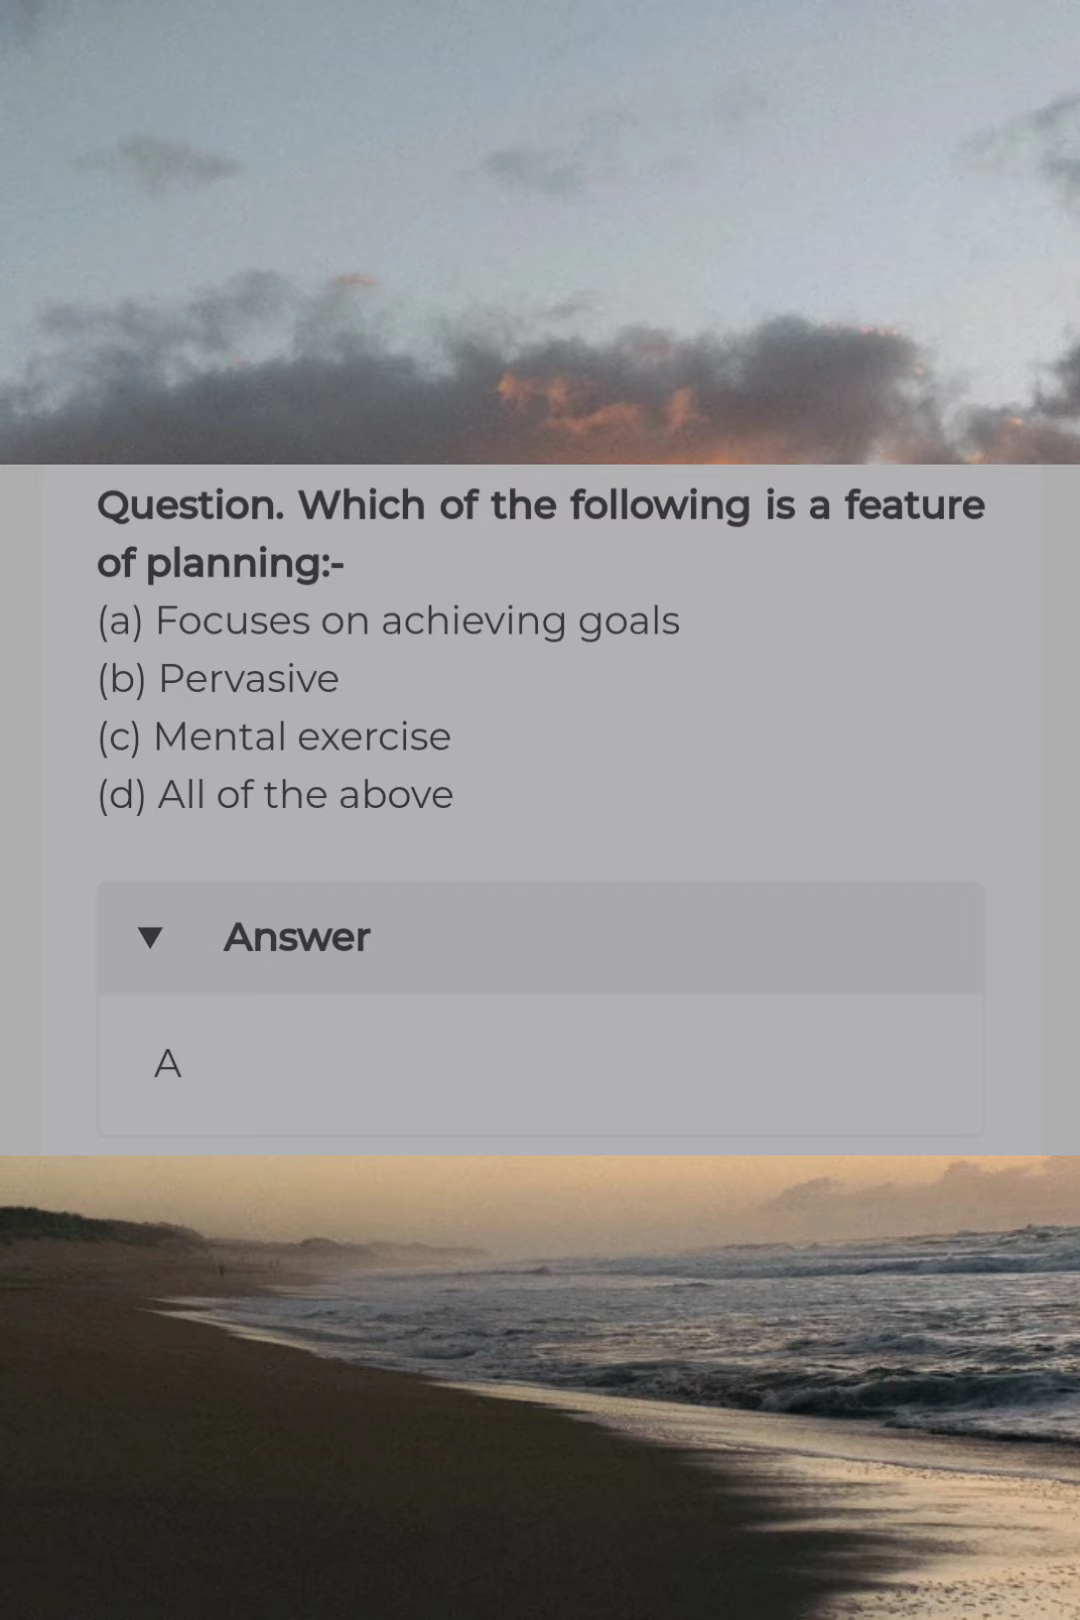 Question. Which of the following is a feature
of planning:-
(a) Focuses on achieving goals
(b) Pervasive
(c) Mental exercise
(d) All of the above
▼ Answer
A